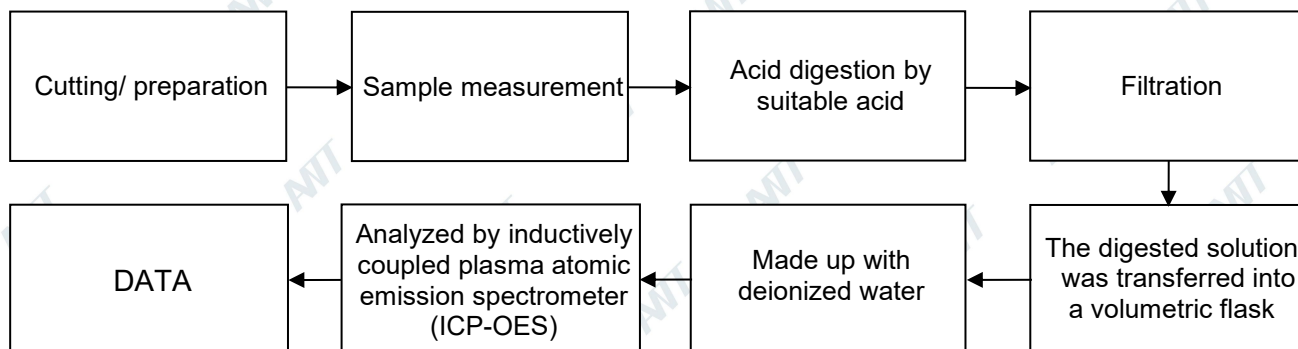 Cutting/ preparation
Sample measurement
Acid digestion by
suitable acid
Filtration
The digested solution
was transferred into
a volumetric flask
Made up with
deionized water
Analyzed by inductively
coupled plasma atomic
emission spectrometer
(ICP-OES)
DATA